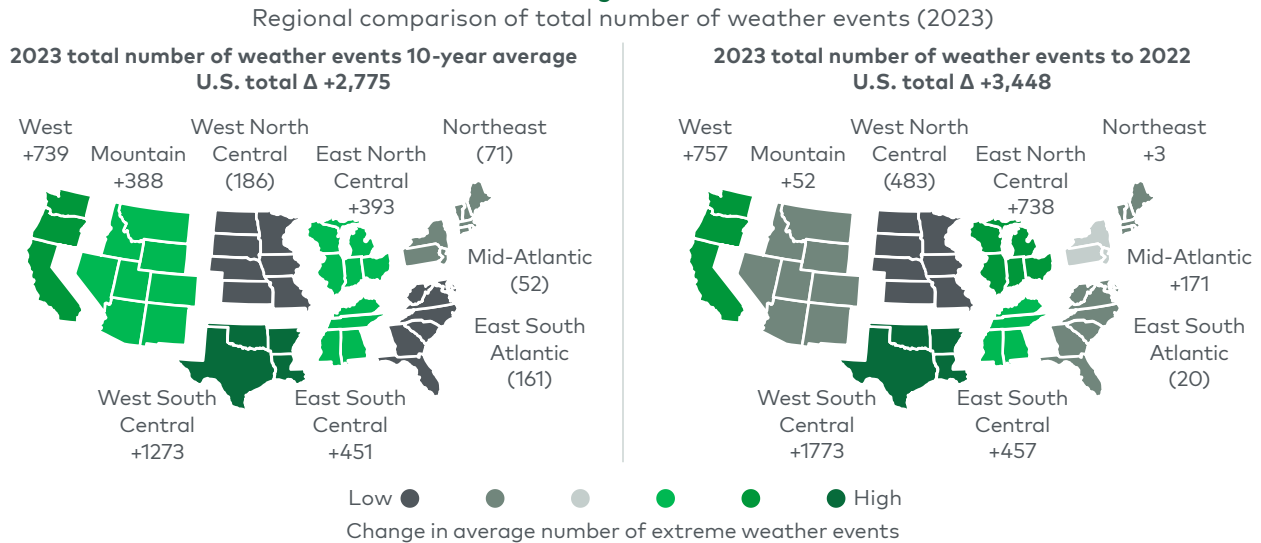 Regional comparison of total number of weather events (2023)
2023 total number of weather events 10-year average
U.S. total Δ +2,775
West
+739
Mountain
+388
West North
Central
(186)
East North
Central
+393
Northeast
(71)
Mid-Atlantic
(52)
East South
Atlantic
(161)
West South
Central
+1273
East South
Central
+451
2023 total number of weather events to 2022
U.S. total Δ +3,448
West
+757
Mountain
+52
West North
Central
(483)
East North
Central
+738
Northeast
+3
Mid-Atlantic
+171
East South
Atlantic
(20)
West South
Central
+1773
East South
Central
+457
Low
High
Change in average number of extreme weather events